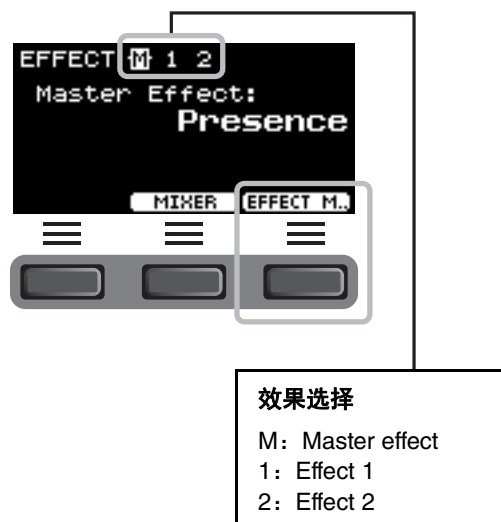 EFFECT M 1 2
Master Effect:
Presence
MIXER EFFECT M..
效果选择
M：Master effect
1：Effect 1
2：Effect 2